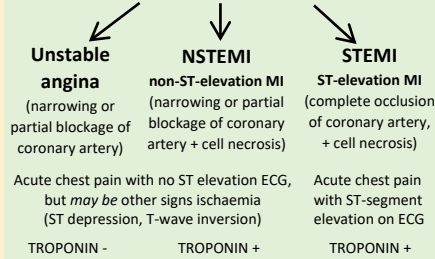 Unstable
angina
(narrowing or
partial blockage of
coronary artery)
NSTEMI
non-ST-elevation MI
(narrowing or partial
blockage of coronary
artery + cell necrosis)
STEMI
ST-elevation MI
(complete occlusion
of coronary artery,
+ cell necrosis)
Acute chest pain with no ST elevation ECG,
but may be other signs ischaemia
(ST depression, T-wave inversion)
Acute chest pain
with ST-segment
elevation on ECG
TROPONIN -
TROPONIN +
TROPONIN +